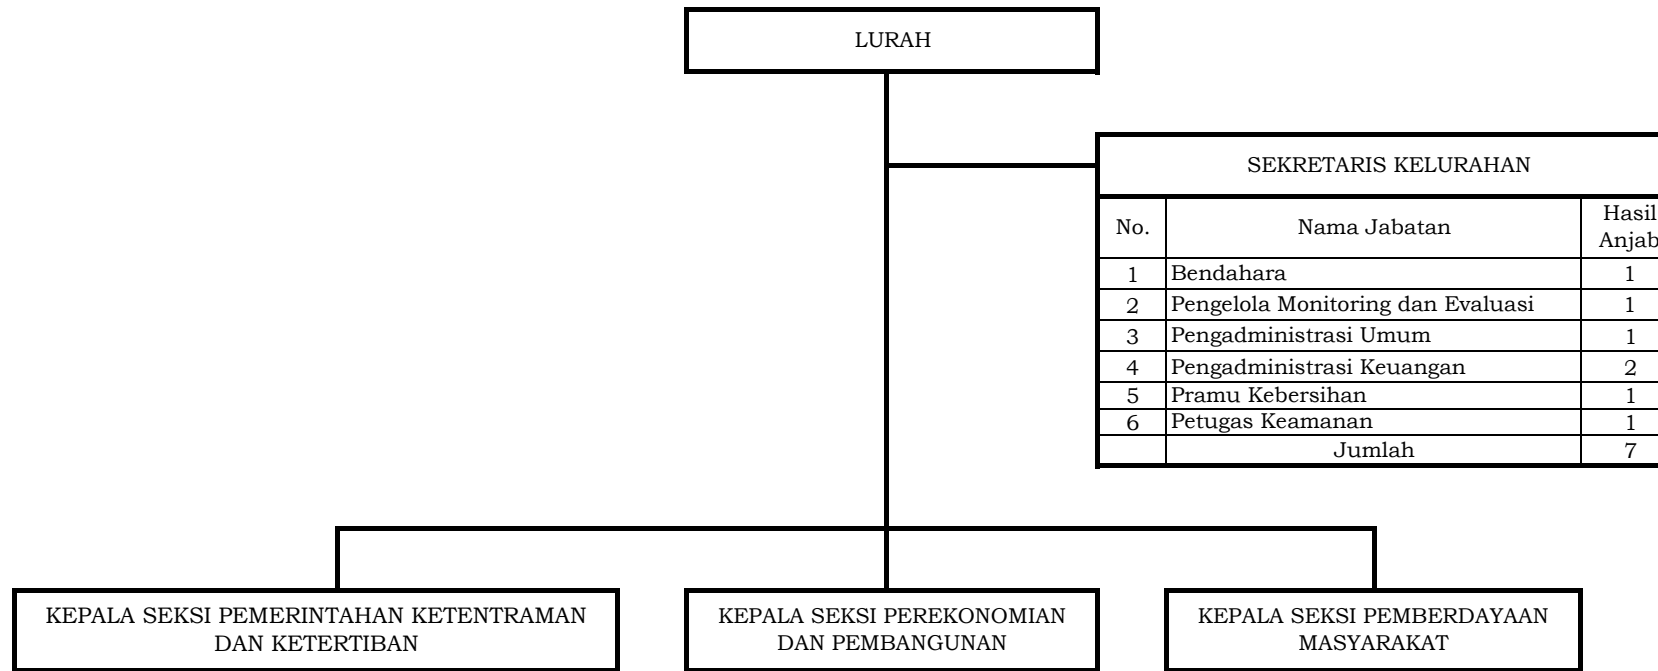 LURAH
SEKRETARIS KELURAHAN
No. Nama Jabatan Hasil Anjab
1 Bendahara 1
2 Pengelola Monitoring dan Evaluasi 1
3 Pengadministrasi Umum 1
4 Pengadministrasi Keuangan 2
5 Pramu Kebersihan 1
6 Petugas Keamanan 1
Jumlah 7
KEPALA SEKSI PEMERINTAHAN KETENTRAMAN
DAN KETERTIBAN
KEPALA SEKSI PEREKONOMIAN
DAN PEMBANGUNAN
KEPALA SEKSI PEMBERDAYAAN
MASYARAKAT